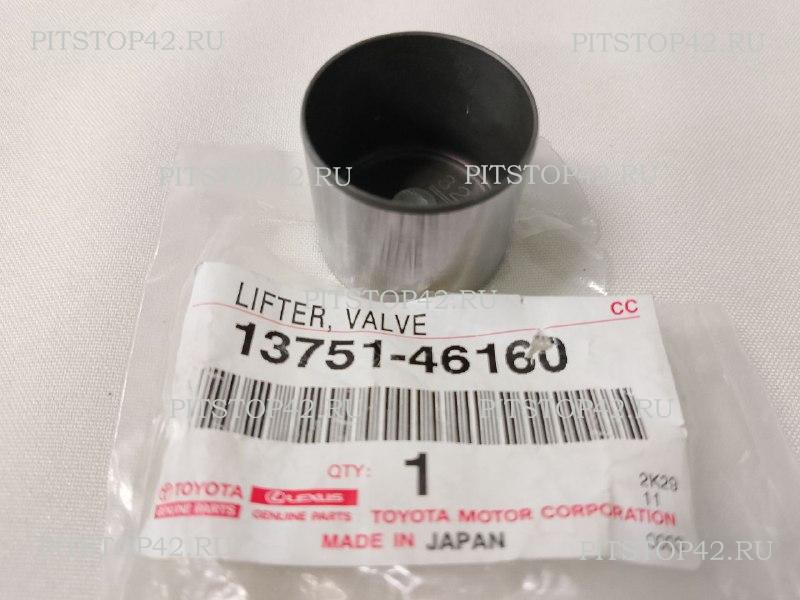 PITSTOP42.RU PITSTOP42.RU
PITSTOP42.RU PITSTOP42.RU
PITSTOP42.RU
LIFTER, VALVE CC
13751-46160
PITSTOP42.RU PITSTOP42.RU
QTY: 1 2K29
TOYOTA LEXUS 11
GENUINE PARTS GENUINE PARTS TOYOTA MOTOR CORPORATION
MADE IN JAPAN
PITSTOP42.RU PITSTOP42.RU PITSTOP42.RU